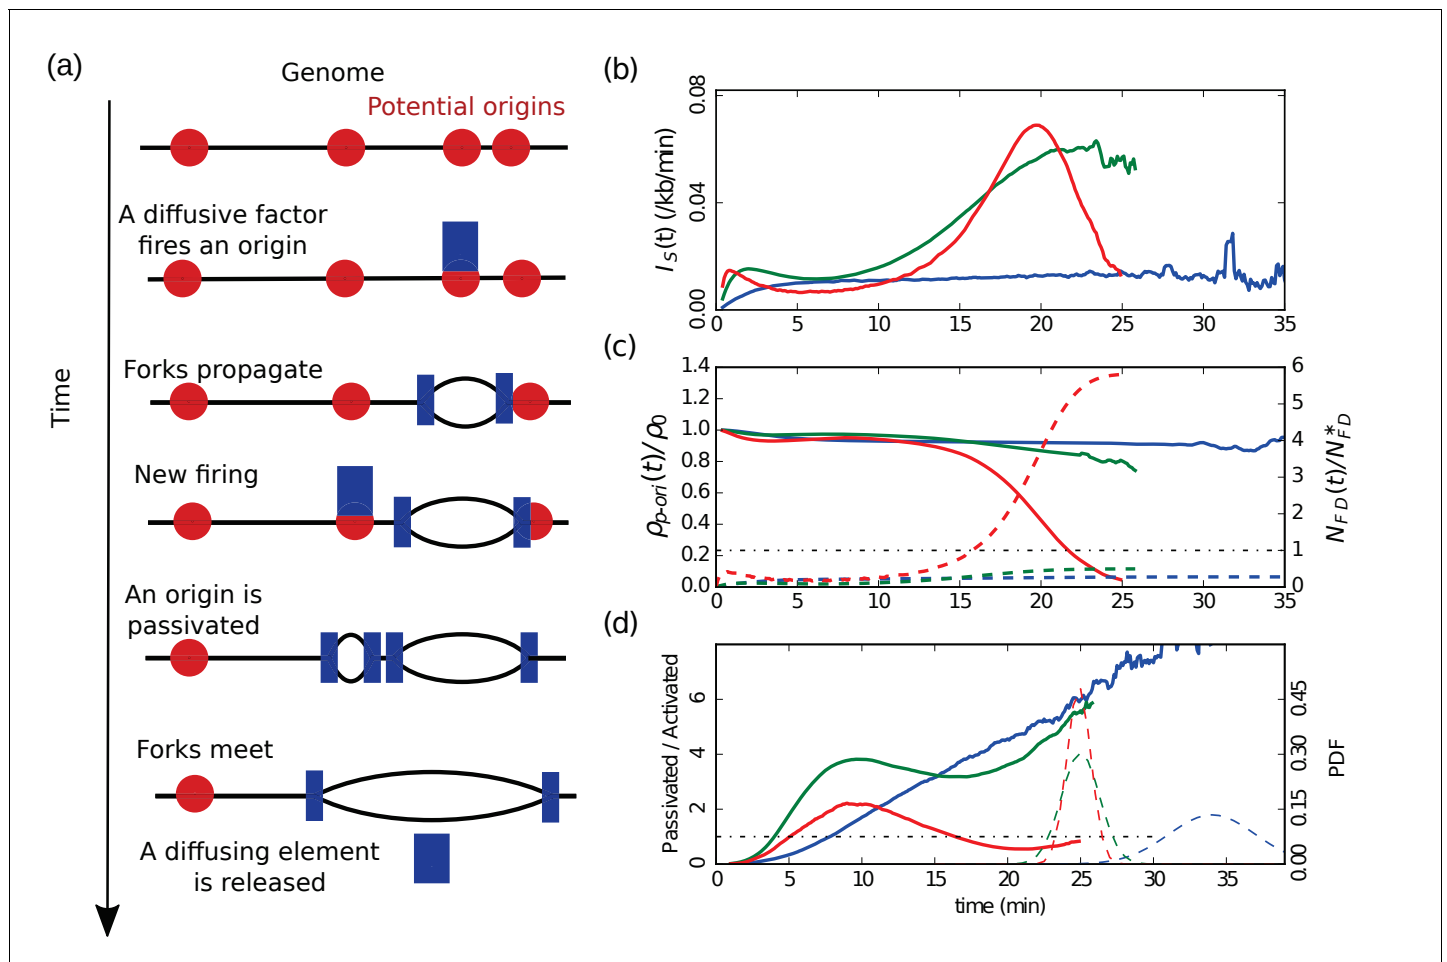 (a)
Genome
Potential origins
A diffusive factor
fires an origin
Forks propagate
New firing
An origin is
passivated
Forks meet
A diffusing element
is released
Time
(b)
I_S(t) (/kb/min)
0.08
0.04
0.00
0 5 10 15 20 25 30 35
(c)
ρ_{p-ori}(t)/ρ_0
1.4
1.2
1.0
0.8
0.6
0.4
0.2
0.0
0 5 10 15 20 25 30 35
6
5
4
3
2
1
0
N_{FD}(t)/N^*_{FD}
(d)
Passivated / Activated
6
4
2
0
0 5 10 15 20 25 30 35
time (min)
0.45
0.30
0.15
0.00
PDF